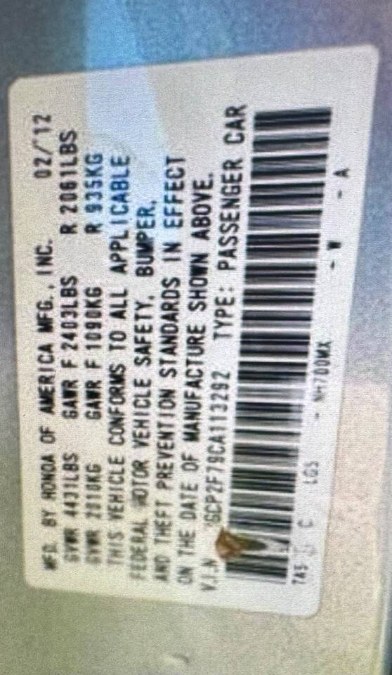 MFD. BY HONDA OF AMERICA MFG., INC. 02/12
GVWR 4431LBS GAWR F 2403LBS R 2061LBS
GVWR 2010KG GAWR F 1090KG R 935KG
THIS VEHICLE CONFORMS TO ALL APPLICABLE
FEDERAL MOTOR VEHICLE SAFETY, BUMPER,
AND THEFT PREVENTION STANDARDS IN EFFECT
ON THE DATE OF MANUFACTURE SHOWN ABOVE.
V.I.N TYPE: PASSENGER CAR
C - NH700MX - W - A